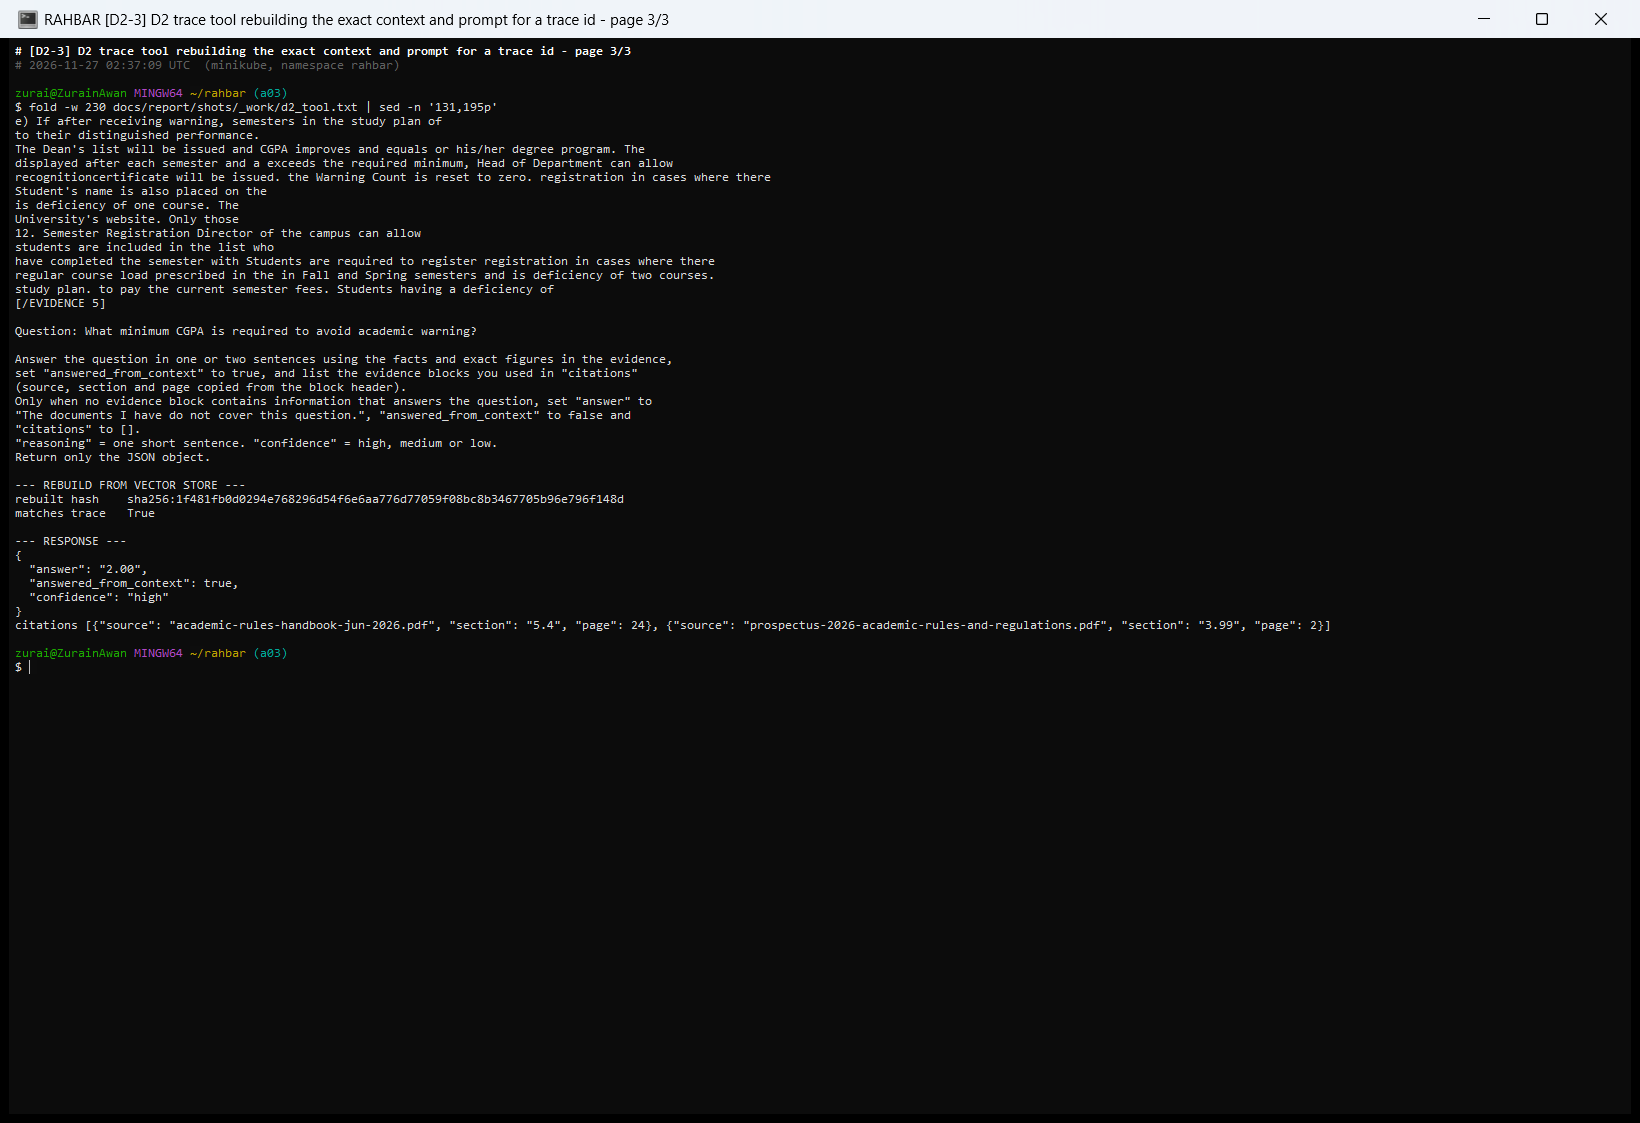 RAHBAR [D2-3] D2 trace tool rebuilding the exact context and prompt for a trace id - page 3/3
# [D2-3] D2 trace tool rebuilding the exact context and prompt for a trace id - page 3/3
# 2026-11-27 02:37:09 UTC  (minikube, namespace rahbar)

zurai@ZurainAwan MINGW64 ~/rahbar (a03)
$ fold -w 230 docs/report/shots/_work/d2_tool.txt | sed -n '131,195p'
e) If after receiving warning, semesters in the study plan of
to their distinguished performance.
The Dean's list will be issued and CGPA improves and equals or his/her degree program. The
displayed after each semester and a exceeds the required minimum, Head of Department can allow
recognitioncertificate will be issued. the Warning Count is reset to zero. registration in cases where there
Student's name is also placed on the
is deficiency of one course. The
University's website. Only those
12. Semester Registration Director of the campus can allow
students are included in the list who
have completed the semester with Students are required to register registration in cases where there
regular course load prescribed in the in Fall and Spring semesters and is deficiency of two courses.
study plan. to pay the current semester fees. Students having a deficiency of
[/EVIDENCE 5]

Question: What minimum CGPA is required to avoid academic warning?

Answer the question in one or two sentences using the facts and exact figures in the evidence,
set "answered_from_context" to true, and list the evidence blocks you used in "citations"
(source, section and page copied from the block header).
Only when no evidence block contains information that answers the question, set "answer" to
"The documents I have do not cover this question.", "answered_from_context" to false and
"citations" to [].
"reasoning" = one short sentence. "confidence" = high, medium or low.
Return only the JSON object.

--- REBUILD FROM VECTOR STORE ---
rebuilt hash    sha256:1f481fb0d0294e768296d54f6e6aa776d77059f08bc8b3467705b96e796f148d
matches trace   True

--- RESPONSE ---
{
  "answer": "2.00",
  "answered_from_context": true,
  "confidence": "high"
}
citations [{"source": "academic-rules-handbook-jun-2026.pdf", "section": "5.4", "page": 24}, {"source": "prospectus-2026-academic-rules-and-regulations.pdf", "section": "3.99", "page": 2}]

zurai@ZurainAwan MINGW64 ~/rahbar (a03)
$